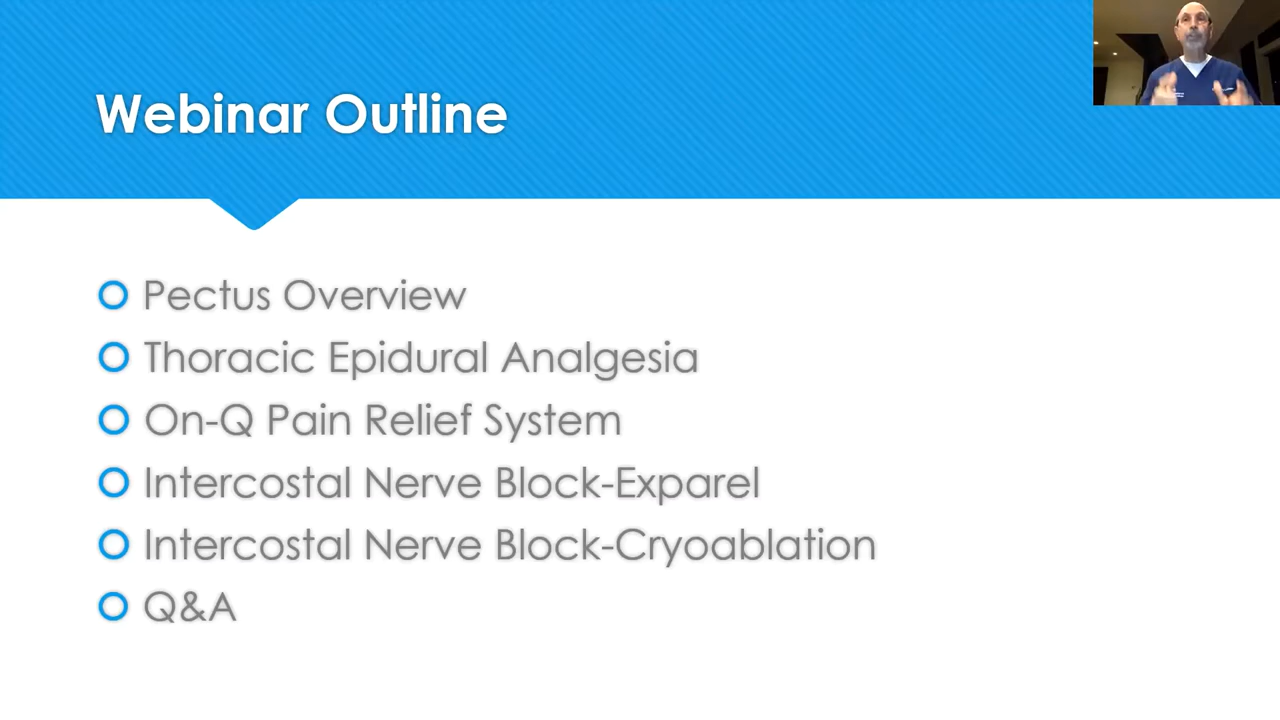 Webinar Outline
Pectus Overview
Thoracic Epidural Analgesia
On-Q Pain Relief System
Intercostal Nerve Block-Exparel
Intercostal Nerve Block-Cryoablation
Q&A